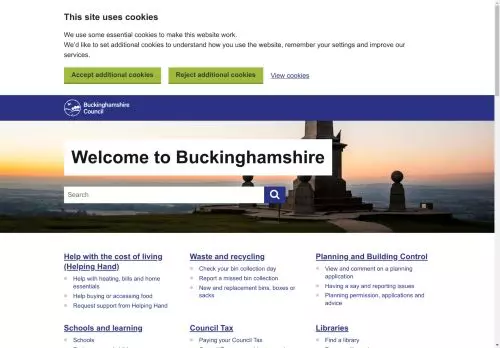 This site uses cookies
We use some essential cookies to make this website work.
We'd like to set additional cookies to understand how you use the website, remember your settings and improve our
services.
Accept additional cookies
Reject additional cookies
View cookies
Buckinghamshire
Council
Welcome to Buckinghamshire
Search
Help with the cost of living
(Helping Hand)
Help with heating, bills and home
essentials
Help buying or accessing food
Request support from Helping Hand
Waste and recycling
Check your bin collection day
Report a missed bin collection
New and replacement bins, boxes or
sacks
Planning and Building Control
View and comment on a planning
application
Having a say and reporting issues
Planning permission, applications and
advice
Schools and learning
Schools
Council Tax
Paying your Council Tax
Libraries
Find a library